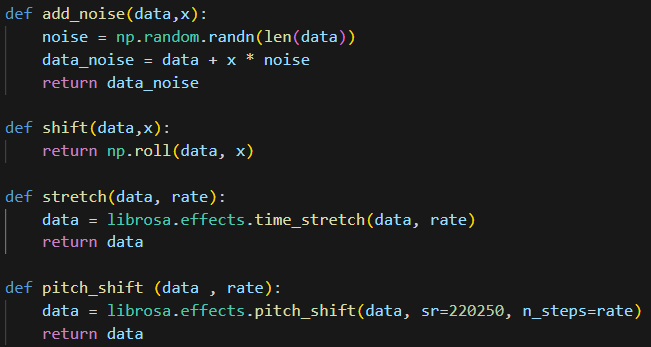 def add_noise(data,x):
    noise = np.random.randn(len(data))
    data_noise = data + x * noise
    return data_noise

def shift(data,x):
    return np.roll(data, x)

def stretch(data, rate):
    data = librosa.effects.time_stretch(data, rate)
    return data

def pitch_shift (data , rate):
    data = librosa.effects.pitch_shift(data, sr=220250, n_steps=rate)
    return data